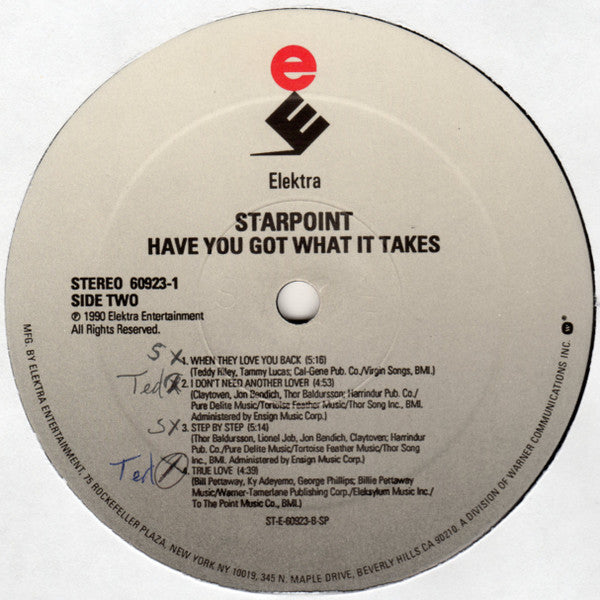 e
E
Elektra
STARPOINT
HAVE YOU GOT WHAT IT TAKES
STEREO 60923-1
SIDE TWO
℗ 1990 Elektra Entertainment
All Rights Reserved.
S X
1. WHEN THEY LOVE YOU BACK (5:16)
(Teddy Riley, Tammy Lucas; Cal-Gene Pub. Co./Virgin Songs, BMI.)
Ted X
2. I DON'T NEED ANOTHER LOVER (4:53)
(Claytoven, Jon Bendich, Thor Baldursson; Harrindur Pub. Co./
Pure Delite Music/Tortoise Feather Music/Thor Song Inc., BMI.
Administered by Ensign Music Corp.)
S X
3. STEP BY STEP (5:14)
(Thor Baldursson, Lionel Job, Jon Bendich, Claytoven; Harrindur
Pub. Co./Pure Delite Music/Tortoise Feather Music/Thor Song
Inc., BMI. Administered by Ensign Music Corp.)
Ted X
4. TRUE LOVE (4:39)
(Bill Pettaway, Ky Adeyemo, George Phillips; Billie Pettaway
Music/Warner-Tamerlane Publishing Corp./Eleksylum Music Inc./
To The Point Music Co., BMI.)
ST-E-60923-B-SP
MFG. BY ELEKTRA ENTERTAINMENT, 75 ROCKEFELLER PLAZA, NEW YORK NY 10019, 345 N. MAPLE DRIVE, BEVERLY HILLS CA 90210. A DIVISION OF WARNER COMMUNICATIONS INC. W ®